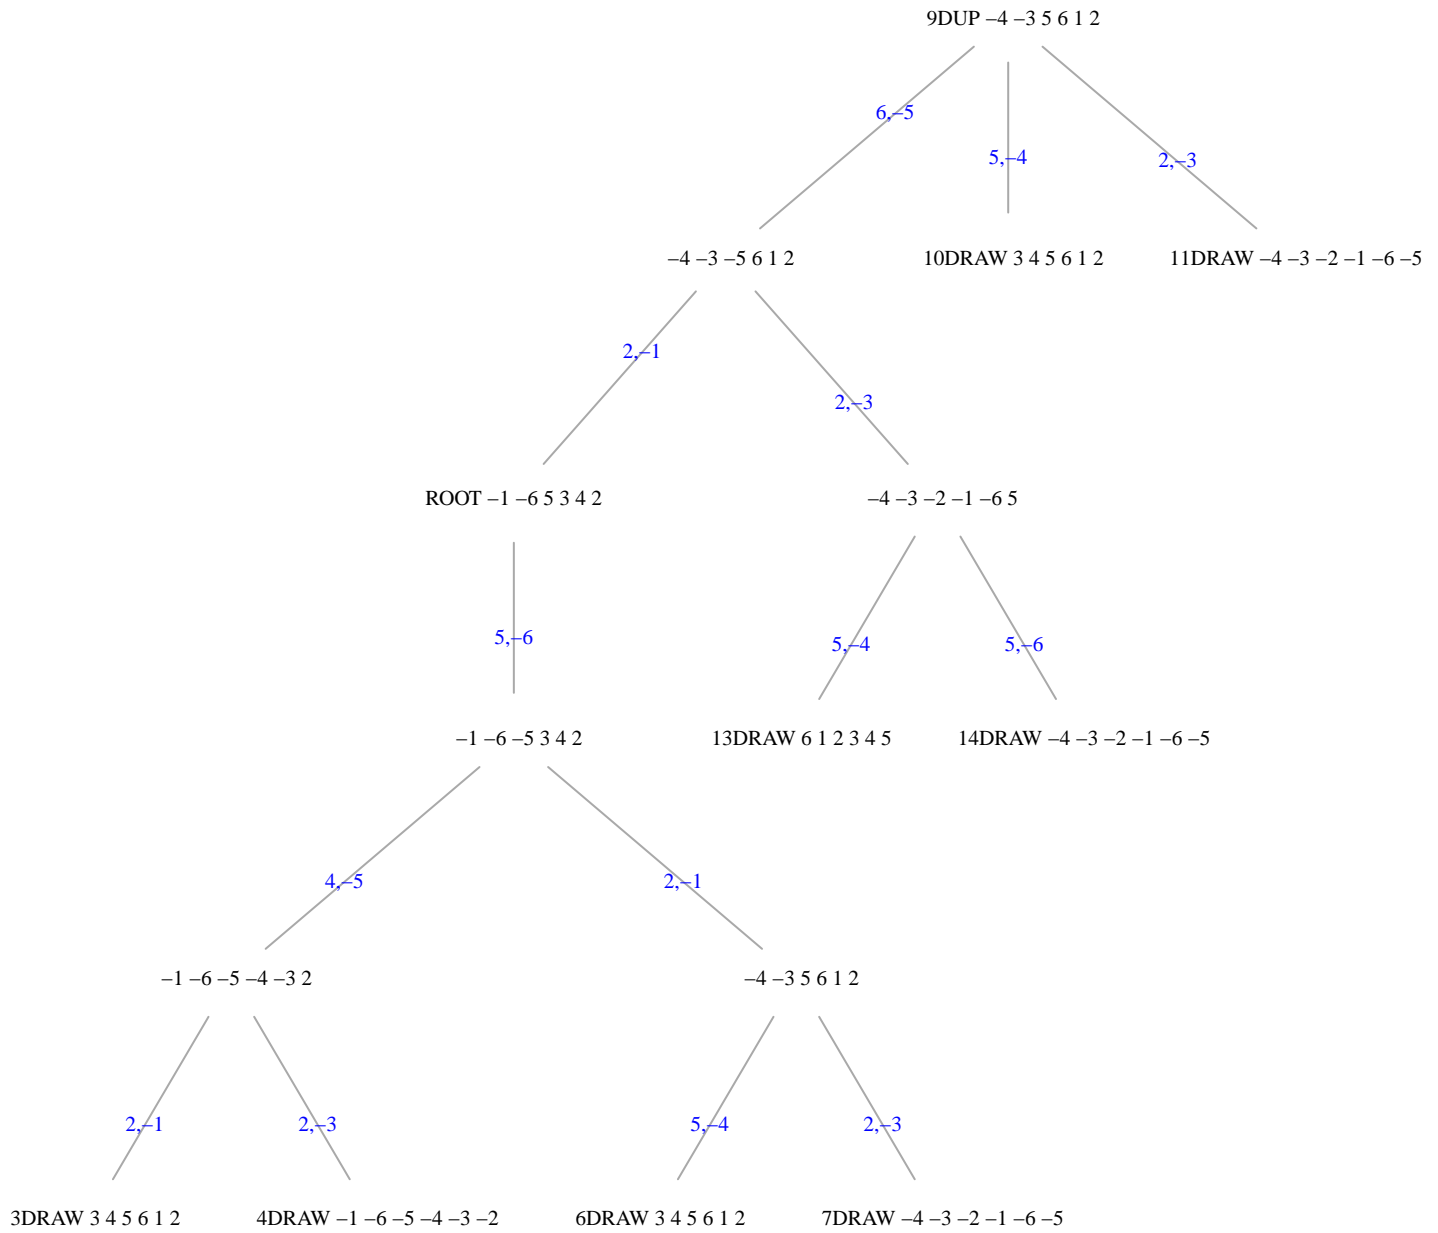 9DUP −4 −3 5 6 1 2
6,−5
5,−4
2,−3
−4 −3 −5 6 1 2
10DRAW 3 4 5 6 1 2
11DRAW −4 −3 −2 −1 −6 −5
2,−1
2,−3
ROOT −1 −6 5 3 4 2
−4 −3 −2 −1 −6 5
5,−6
5,−4
5,−6
−1 −6 −5 3 4 2
13DRAW 6 1 2 3 4 5
14DRAW −4 −3 −2 −1 −6 −5
4,−5
2,−1
−1 −6 −5 −4 −3 2
−4 −3 5 6 1 2
2,−1
2,−3
5,−4
2,−3
3DRAW 3 4 5 6 1 2
4DRAW −1 −6 −5 −4 −3 −2
6DRAW 3 4 5 6 1 2
7DRAW −4 −3 −2 −1 −6 −5